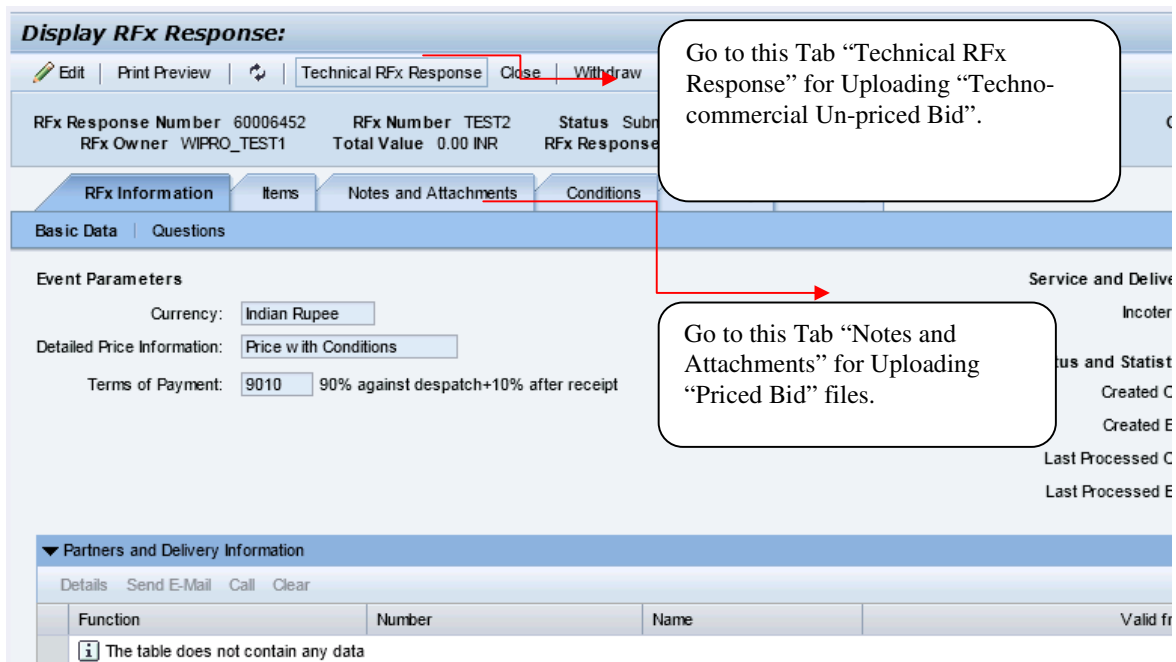 Display RFx Response:
Edit | Print Preview | | Technical RFx Response Close | Withdraw
Go to this Tab “Technical RFx
Response” for Uploading “Techno-
commercial Un-priced Bid”.
RFx Response Number 60006452 RFx Number TEST2 Status
RFx Owner WIPRO_TEST1 Total Value 0.00 INR RFx Response
RFx Information Items Notes and Attachments Conditions
Basic Data | Questions
Event Parameters
Currency: Indian Rupee
Detailed Price Information: Price with Conditions
Terms of Payment: 9010 90% against despatch+10% after receipt
Service and
Go to this Tab “Notes and
Attachments” for Uploading
“Priced Bid” files.
and
Created
Created
Last Processed
Last Processed
Partners and Delivery Information
Details Send E-Mail Call Clear
Function Number Name Valid
i The table does not contain any data